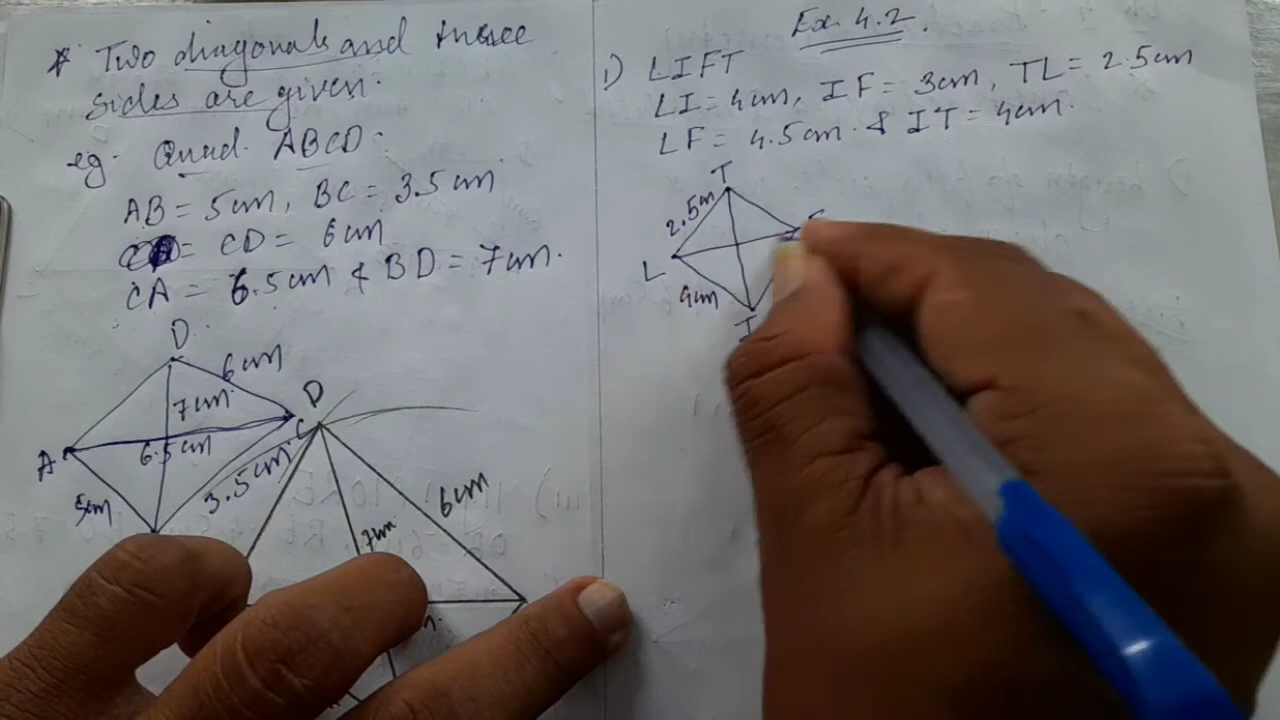 * Two diagonals and three
sides are given.
eg. Quad. ABCD:
AB = 5cm, BC = 3.5cm
= CD = 6cm
CA = 6.5cm & BD = 7cm.
D
6cm
7cm.
A
6.5cm
C
5cm
3.5cm
D
6cm
7cm
Ex. 4.2.
1) LIFT
LI = 4cm, IF = 3cm, TL = 2.5cm
LF = 4.5cm. & IT = 4cm.
T
2.5cm
L
4cm
I